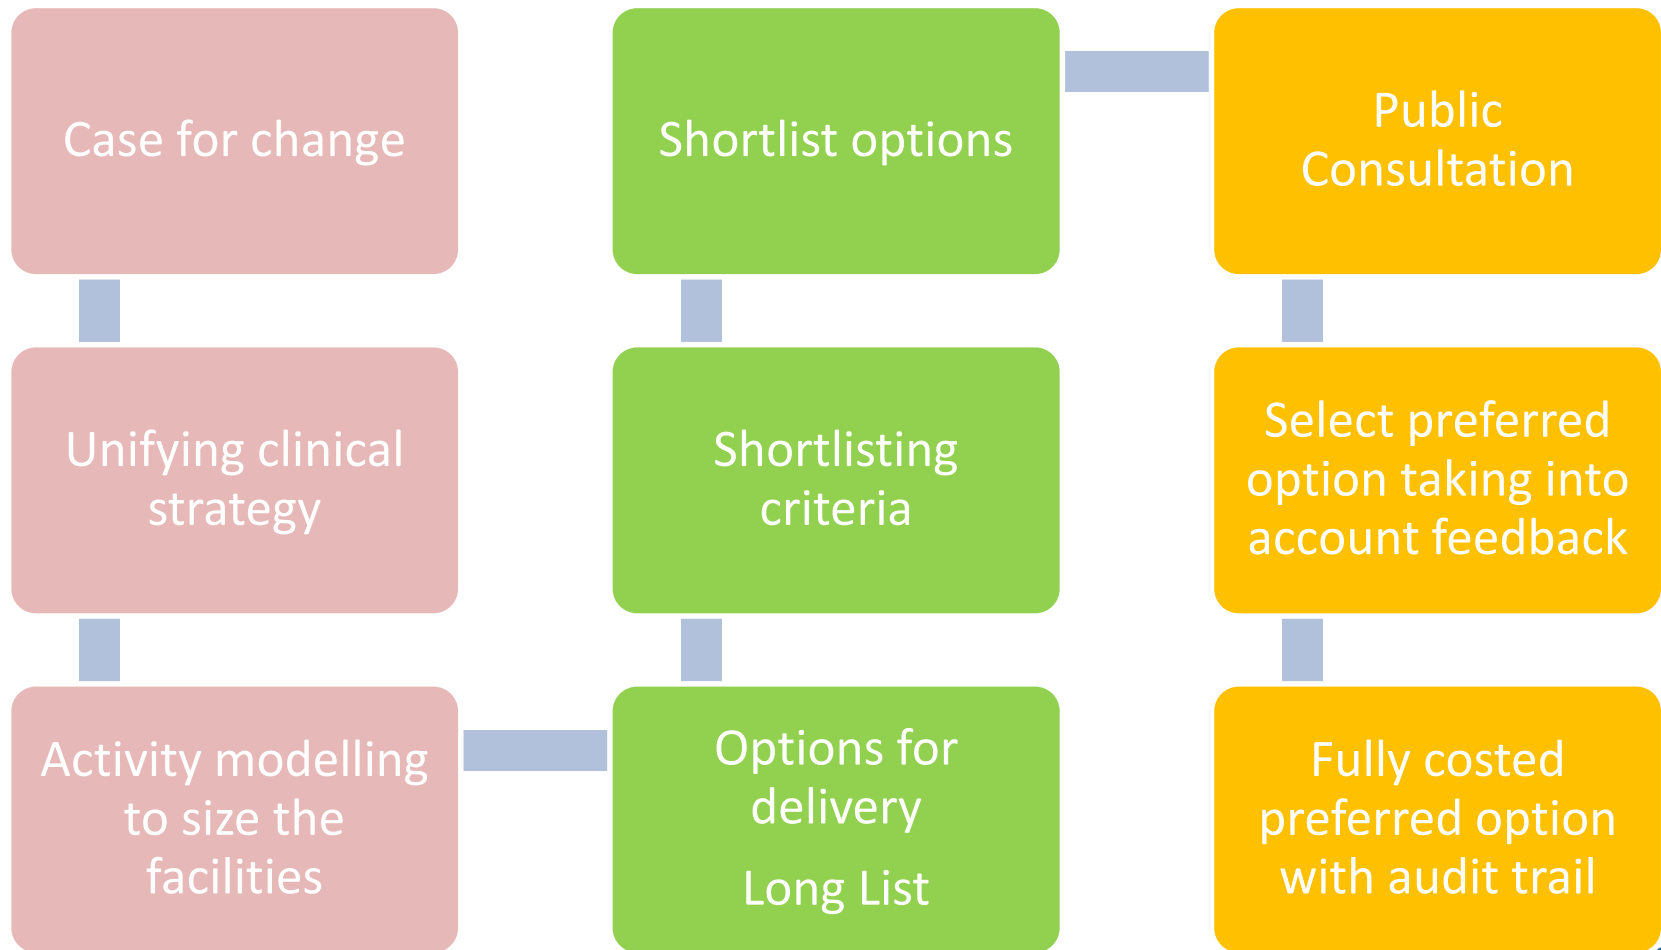 Case for change
Unifying clinical
strategy
Activity modelling
to size the
facilities
Options for
delivery
Long List
Shortlisting
criteria
Shortlist options
Public
Consultation
Select preferred
option taking into
account feedback
Fully costed
preferred option
with audit trail